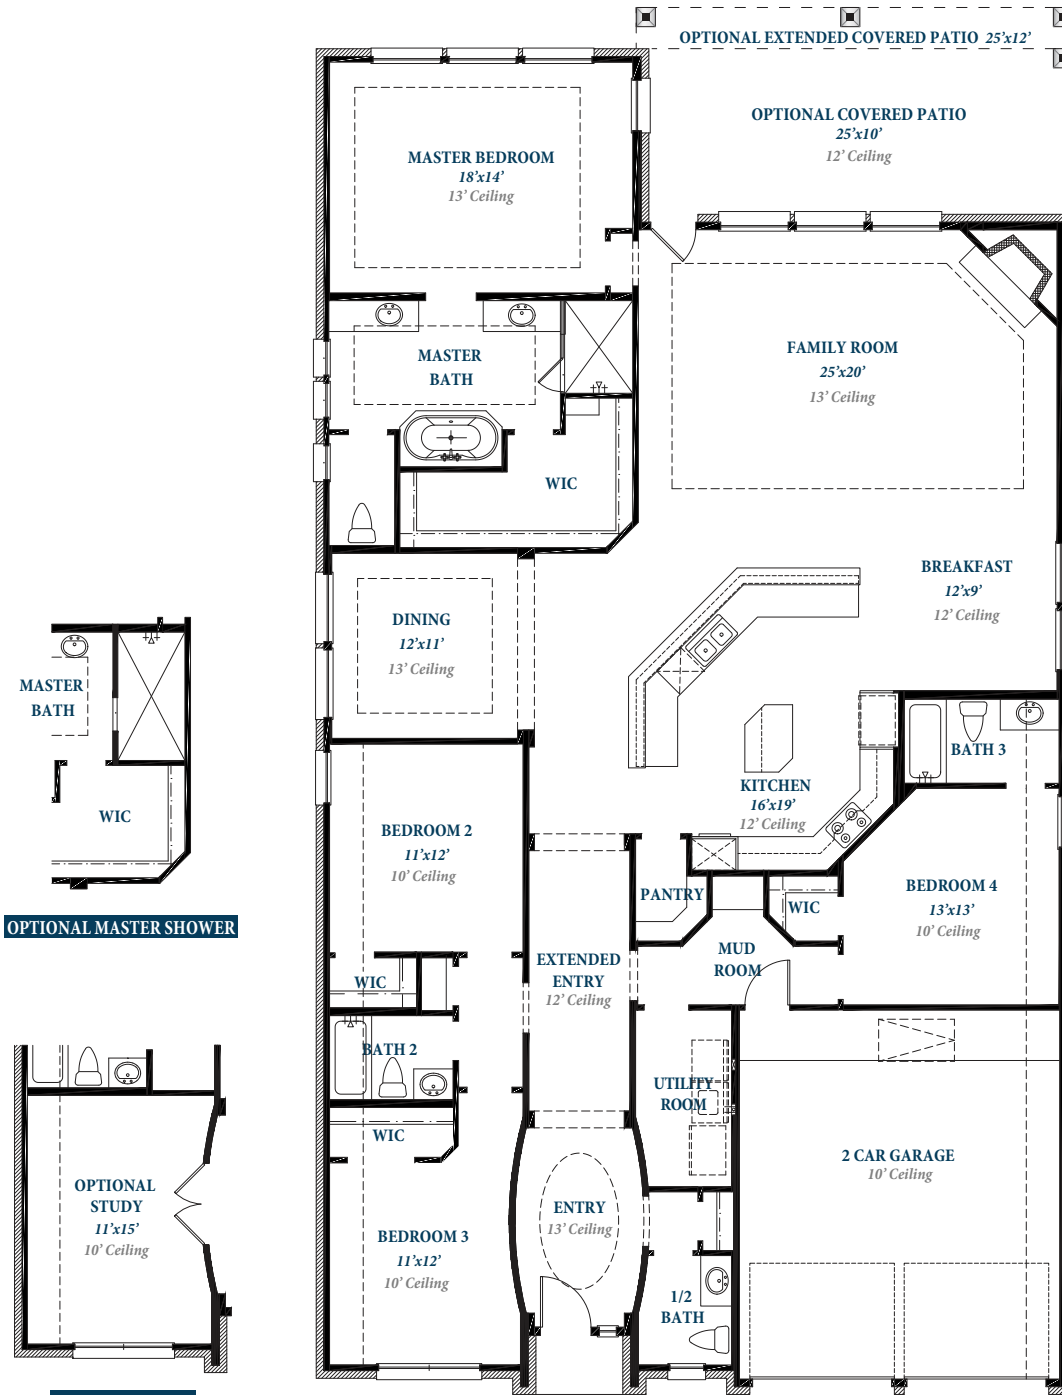 OPTIONAL EXTENDED COVERED PATIO 25'x12'
OPTIONAL COVERED PATIO
25'x10'
12' Ceiling
MASTER BEDROOM
18'x14'
13' Ceiling
MASTER
BATH
FAMILY ROOM
25'x20'
13' Ceiling
WIC
BREAKFAST
12'x9'
12' Ceiling
DINING
12'x11'
13' Ceiling
MASTER
BATH
WIC
OPTIONAL MASTER SHOWER
BATH 3
KITCHEN
16'x19'
12' Ceiling
BEDROOM 2
11'x12'
10' Ceiling
PANTRY
WIC
BEDROOM 4
13'x13'
10' Ceiling
MUD
ROOM
EXTENDED
ENTRY
12' Ceiling
WIC
BATH 2
UTILITY
ROOM
WIC
2 CAR GARAGE
10' Ceiling
OPTIONAL
STUDY
11'x15'
10' Ceiling
ENTRY
13' Ceiling
BEDROOM 3
11'x12'
10' Ceiling
1/2
BATH